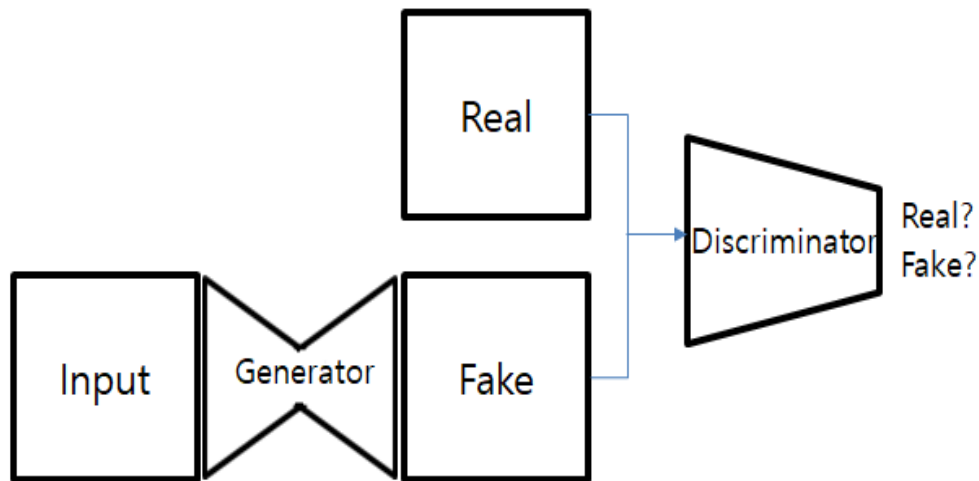 Real
Discriminator
Real?
Fake?
Input
Generator
Fake